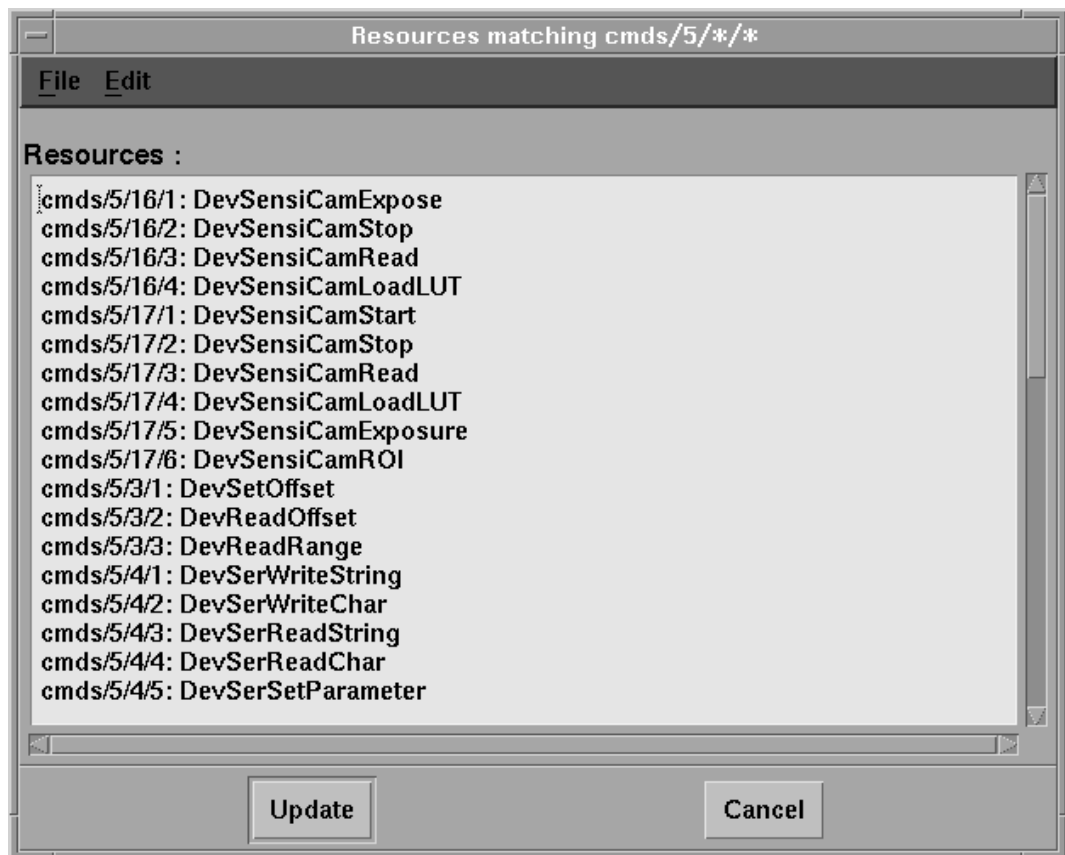 Resources matching cmds/5/*/*
File Edit
Resources :
cmds/5/16/1: DevSensiCamExpose
cmds/5/16/2: DevSensiCamStop
cmds/5/16/3: DevSensiCamRead
cmds/5/16/4: DevSensiCamLoadLUT
cmds/5/17/1: DevSensiCamStart
cmds/5/17/2: DevSensiCamStop
cmds/5/17/3: DevSensiCamRead
cmds/5/17/4: DevSensiCamLoadLUT
cmds/5/17/5: DevSensiCamExposure
cmds/5/17/6: DevSensiCamROI
cmds/5/3/1: DevSetOffset
cmds/5/3/2: DevReadOffset
cmds/5/3/3: DevReadRange
cmds/5/4/1: DevSerWriteString
cmds/5/4/2: DevSerWriteChar
cmds/5/4/3: DevSerReadString
cmds/5/4/4: DevSerReadChar
cmds/5/4/5: DevSerSetParameter
Update Cancel